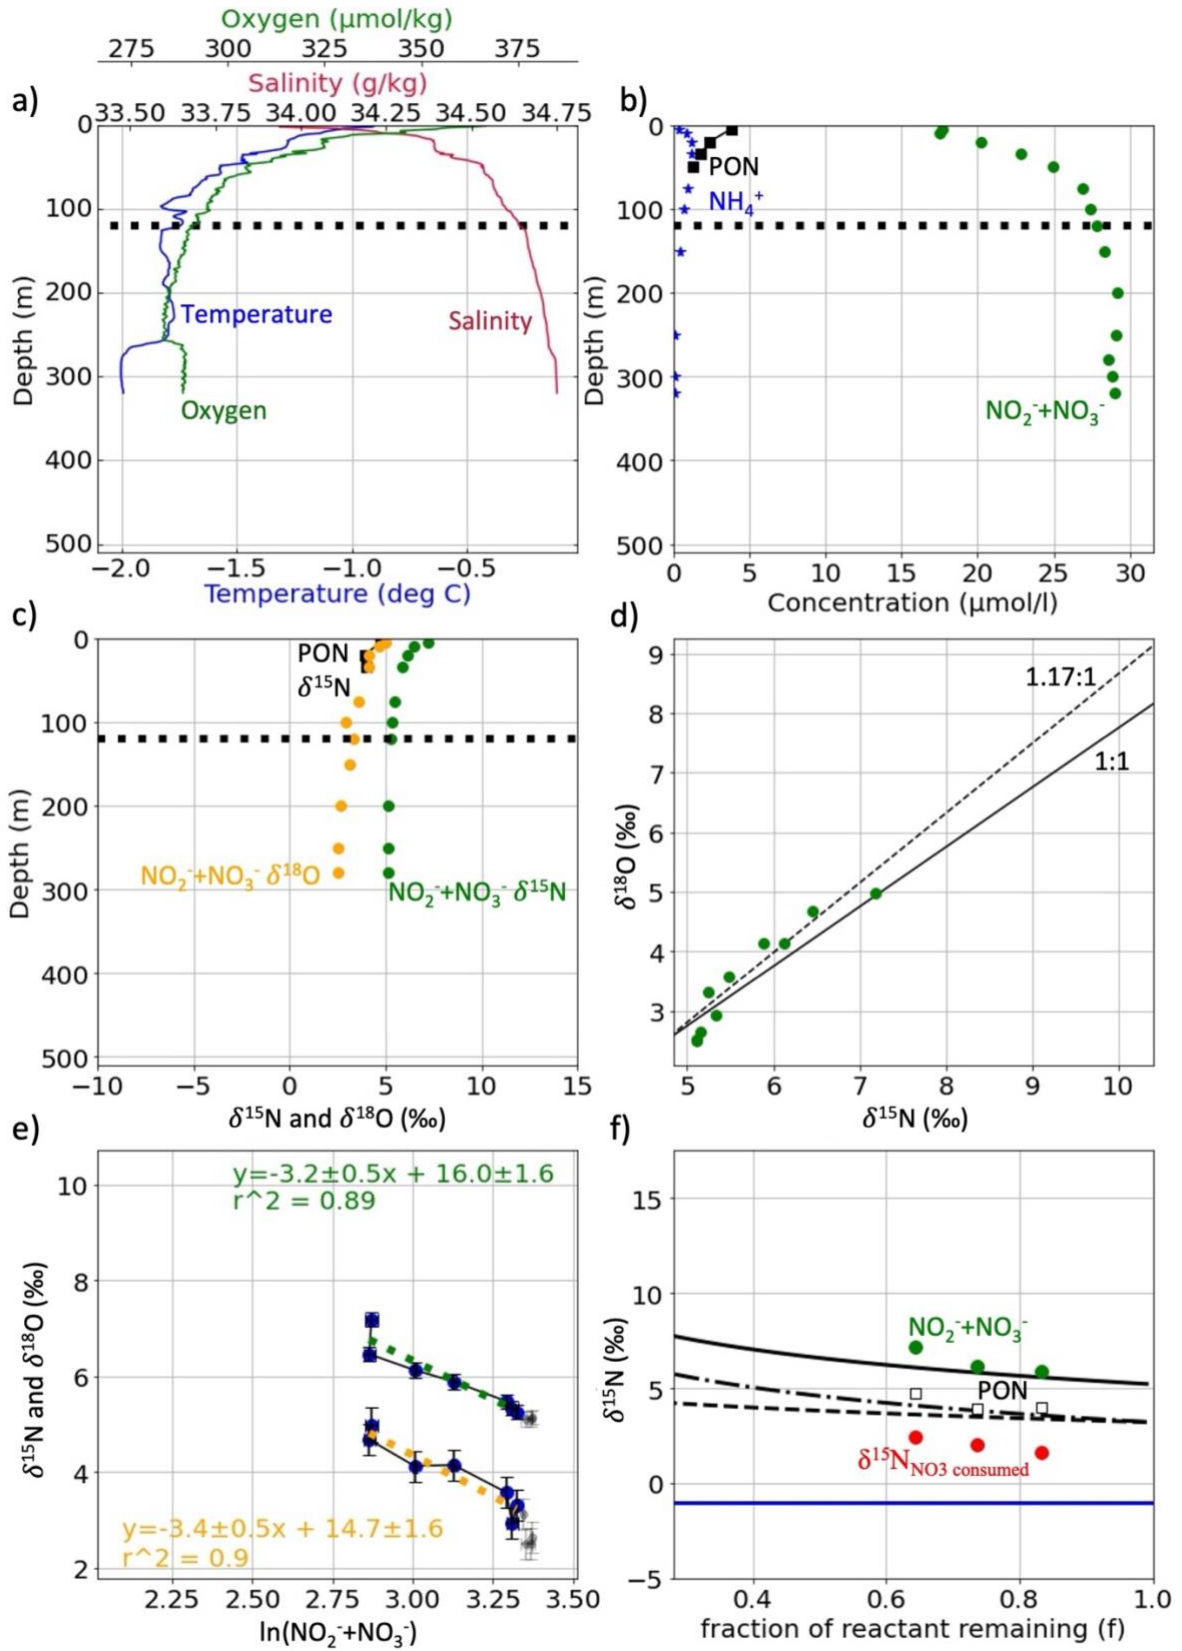 Oxygen (μmol/kg)
275 300 325 350 375
Salinity (g/kg)
a)
33.50 33.75 34.00 34.25 34.50 34.75
0
100
200
300
400
500
Depth (m)
Temperature
Salinity
Oxygen
−2.0 −1.5 −1.0 −0.5
Temperature (deg C)
b)
0
100
200
300
400
500
Depth (m)
PON
NH₄⁺
NO₂⁻+NO₃⁻
0 5 10 15 20 25 30
Concentration (μmol/l)
c)
0
100
200
300
400
500
Depth (m)
PON
δ¹⁵N
NO₂⁻+NO₃⁻ δ¹⁸O
NO₂⁻+NO₃⁻ δ¹⁵N
−10 −5 0 5 10 15
δ¹⁵N and δ¹⁸O (‰)
d)
9
8
7
6
5
4
3
δ¹⁸O (‰)
1.17:1
1:1
5 6 7 8 9 10
δ¹⁵N (‰)
e)
y=-3.2±0.5x + 16.0±1.6
r^2 = 0.89
10
8
6
4
2
δ¹⁵N and δ¹⁸O (‰)
y=-3.4±0.5x + 14.7±1.6
r^2 = 0.9
2.25 2.50 2.75 3.00 3.25 3.50
ln(NO₂⁻+NO₃⁻)
f)
15
10
5
0
−5
δ¹⁵N (‰)
NO₂⁻+NO₃⁻
PON
δ¹⁵N_NO3 consumed
0.4 0.6 0.8 1.0
fraction of reactant remaining (f)